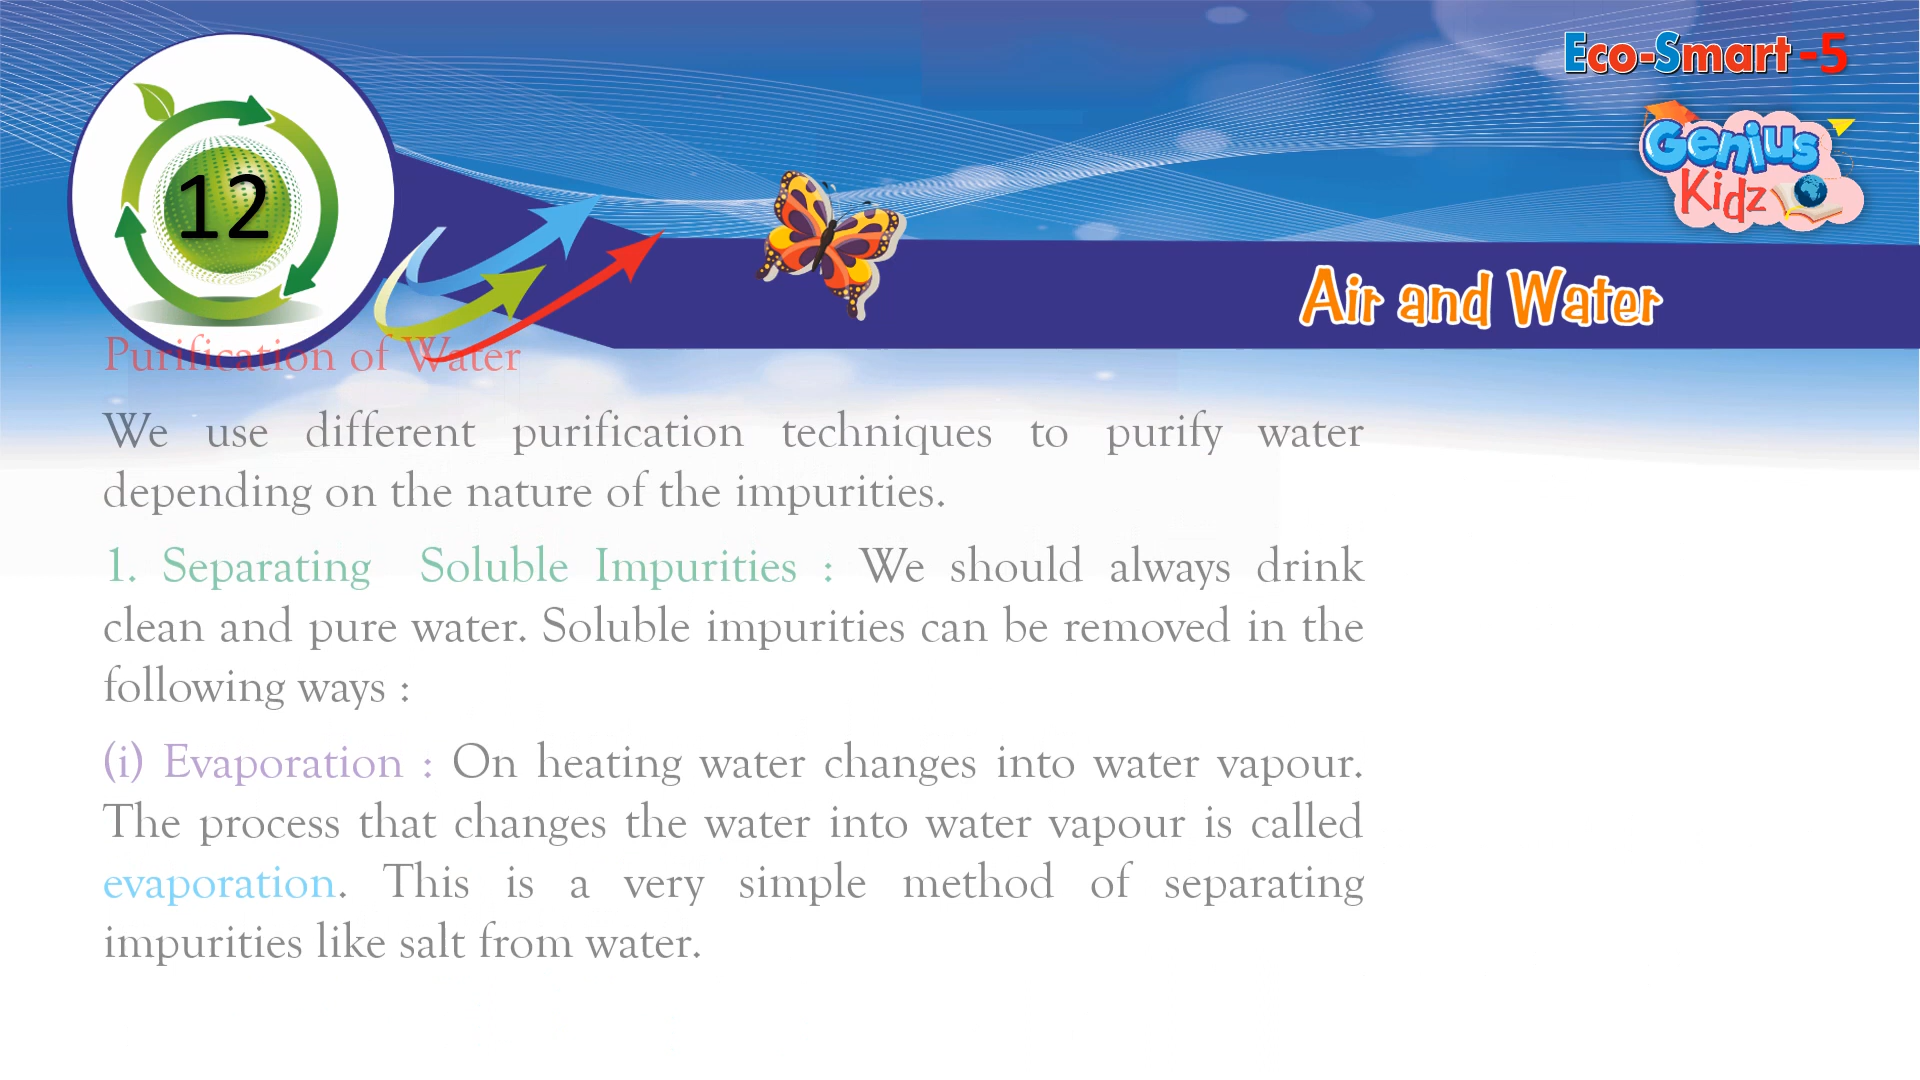 Eco-Smart-5
Genius
Kidz
12
Air and Water
Purification of Water
We use different purification techniques to purify water
depending on the nature of the impurities.
1. Separating Soluble Impurities : We should always drink
clean and pure water. Soluble impurities can be removed in the
following ways :
(i) Evaporation : On heating water changes into water vapour.
The process that changes the water into water vapour is called
evaporation. This is a very simple method of separating
impurities like salt from water.